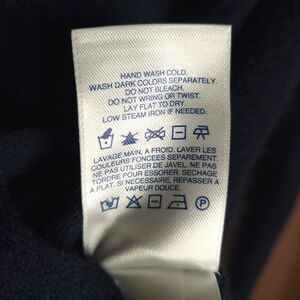 HAND WASH COLD.
WASH DARK COLORS SEPARATELY.
DO NOT BLEACH.
DO NOT WRING OR TWIST.
LAY FLAT TO DRY.
LOW STEAM IRON IF NEEDED.
LAVAGE MAIN, A FROID. LAVER LES
COULEURS FONCEES SEPAREMENT.
NE PAS UTILISER DE JAVEL. NE PAS
TORDRE POUR ESSORER. SECHAGE
A PLAT. SI NECESSAIRE, REPASSER A
VAPEUR DOUCE.
P